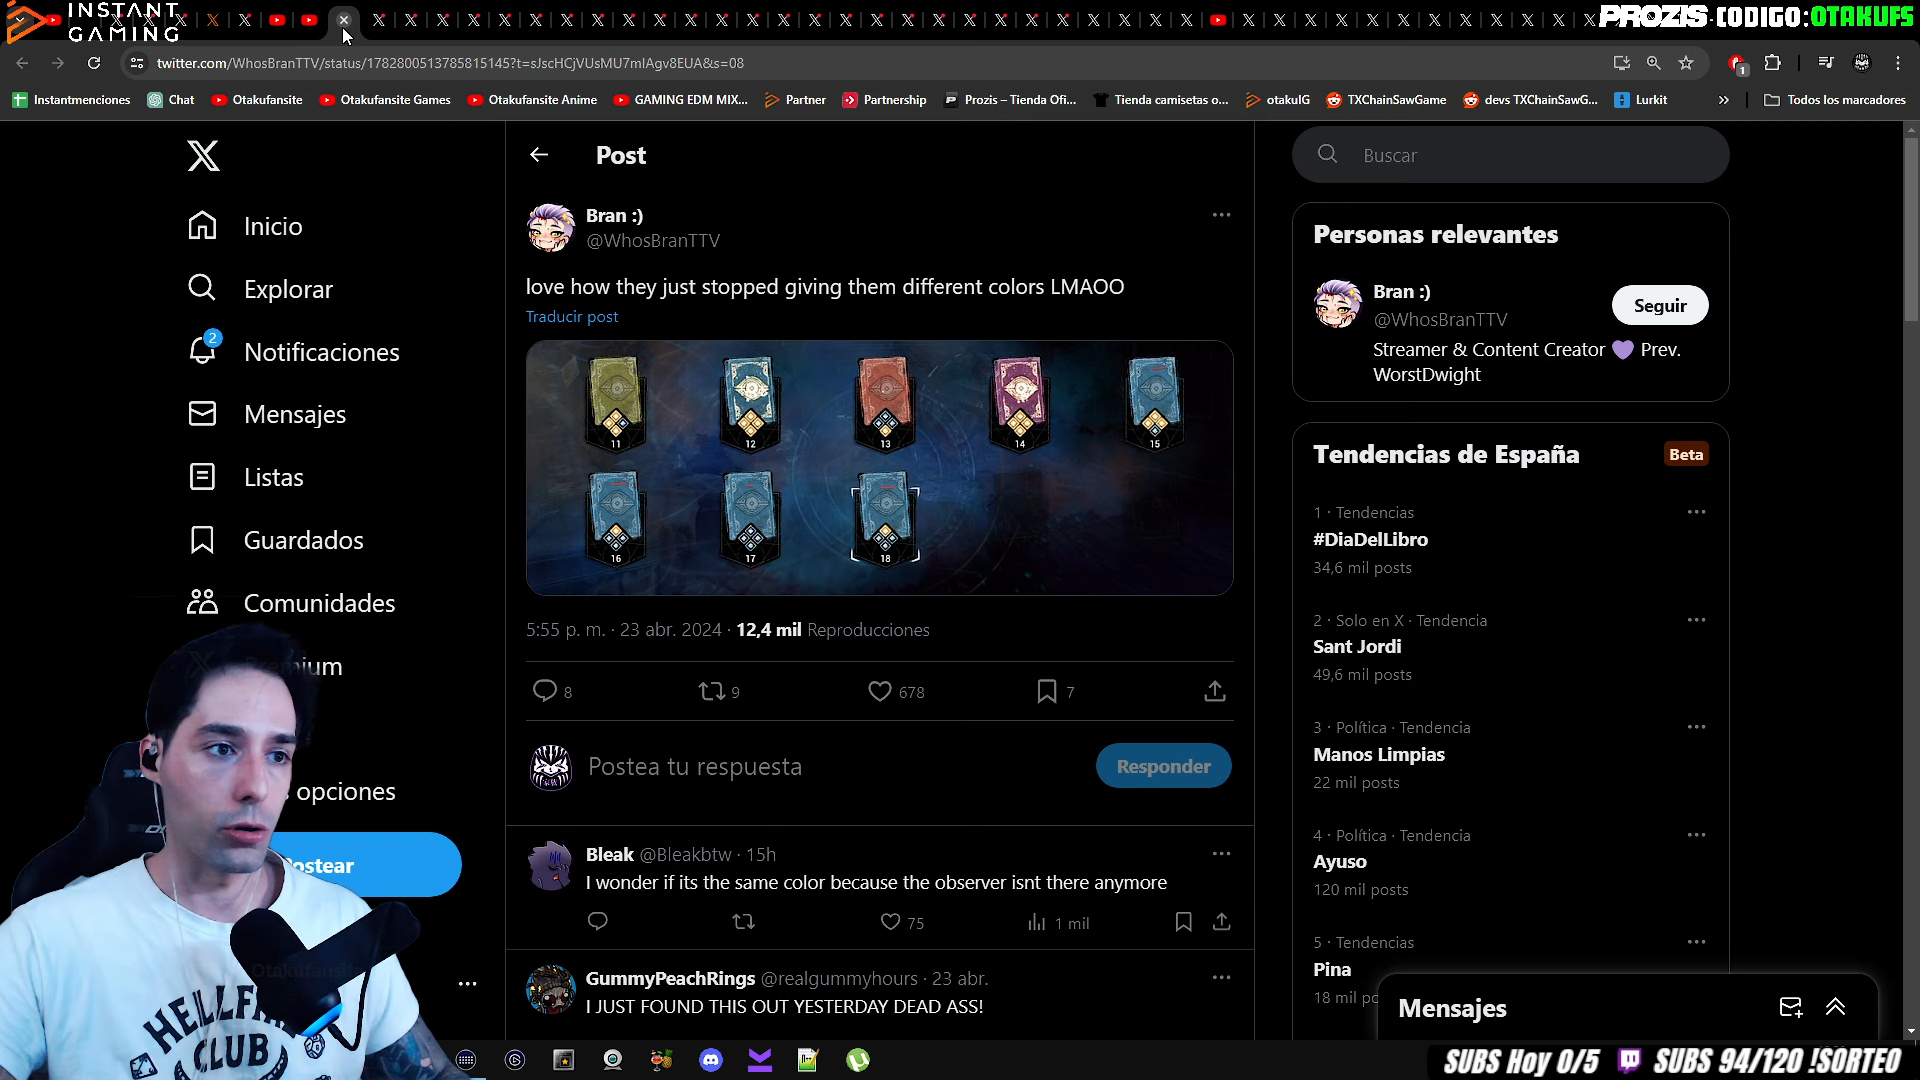 INSTANT
GAMING
PROZIS CODIGO:OTAKUFS
twitter.com/WhosBranTTV/status/1782800513785815145?t=sJscHCjVUsMU7mlAgv8EUA&s=08
1
Instantmenciones
Chat
Otakufansite
Otakufansite Games
Otakufansite Anime
GAMING EDM MIX...
Partner
Partnership
Prozis – Tienda Ofi...
Tienda camisetas o...
otakuIG
TXChainSawGame
devs TXChainSawG...
Lurkit
»
Todos los marcadores
Inicio
Explorar
2
Notificaciones
Mensajes
Listas
Guardados
Comunidades
opciones
Post
Bran :)
@WhosBranTTV
love how they just stopped giving them different colors LMAOO
Traducir post
11
12
13
14
15
16
17
18
5:55 p. m. · 23 abr. 2024 · 12,4 mil Reproducciones
8
9
678
7
Postea tu respuesta
Responder
Bleak @Bleakbtw · 15h
I wonder if its the same color because the observer isnt there anymore
75
1 mil
GummyPeachRings @realgummyhours · 23 abr.
I JUST FOUND THIS OUT YESTERDAY DEAD ASS!
Buscar
Personas relevantes
Bran :)
@WhosBranTTV
Seguir
Streamer & Content Creator 💜 Prev.
WorstDwight
Tendencias de España
Beta
1 · Tendencias
#DiaDelLibro
34,6 mil posts
2 · Solo en X · Tendencia
Sant Jordi
49,6 mil posts
3 · Política · Tendencia
Manos Limpias
22 mil posts
4 · Política · Tendencia
Ayuso
120 mil posts
5 · Tendencias
Pina
18 mil
Mensajes
CLUB
SUBS Hoy 0/5
SUBS 94/120 !SORTEO